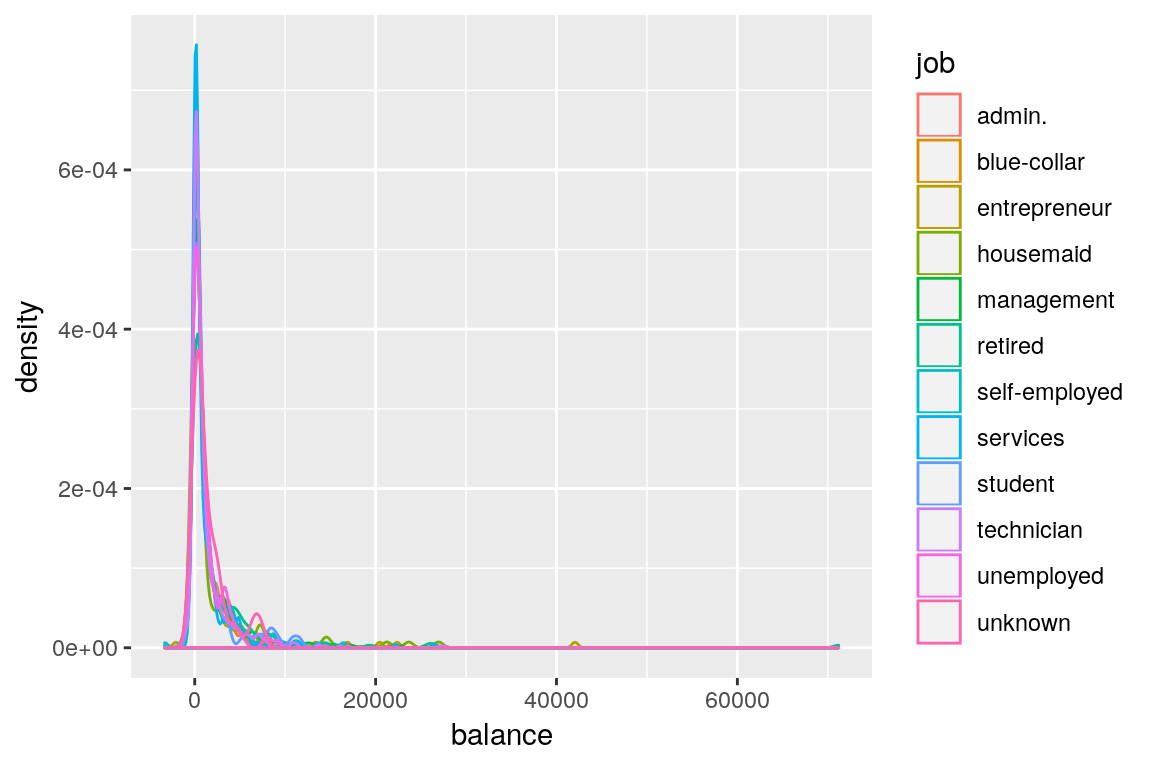 6e-04
4e-04
2e-04
0e+00
density
0
20000
40000
60000
balance
job
admin.
blue-collar
entrepreneur
housemaid
management
retired
self-employed
services
student
technician
unemployed
unknown